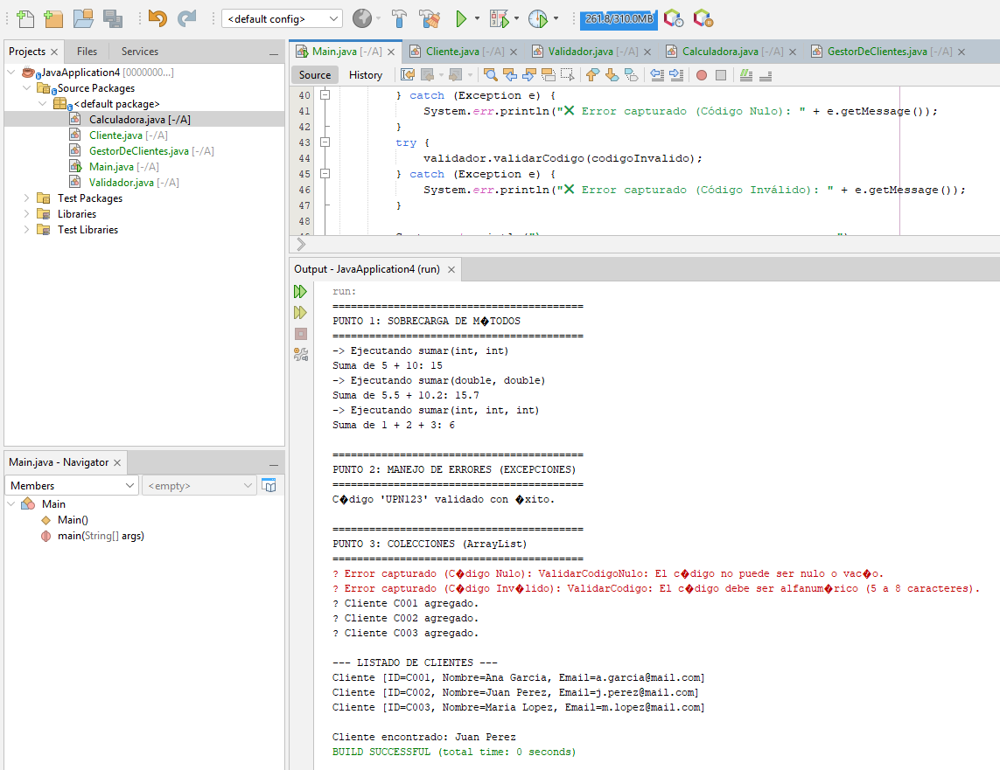 <default config>
261.8/310.0MB
Projects
Files
Services
JavaApplication4 [0000000...]
Source Packages
<default package>
Calculadora.java [-/A]
Cliente.java [-/A]
GestorDeClientes.java [-/A]
Main.java [-/A]
Validador.java [-/A]
Test Packages
Libraries
Test Libraries
Main.java - Navigator
Members
<empty>
Main
Main()
main(String[] args)
Main.java [-/A]
Cliente.java [-/A]
Validador.java [-/A]
Calculadora.java [-/A]
GestorDeClientes.java [-/A]
Source
History
40 } catch (Exception e) {
41 System.err.println("❌ Error capturado (Código Nulo): " + e.getMessage());
42 }
43 try {
44 validador.validarCodigo(codigoInvalido);
45 } catch (Exception e) {
46 System.err.println("❌ Error capturado (Código Inválido): " + e.getMessage());
47 }
48
Output - JavaApplication4 (run)
run:
=========================================
PUNTO 1: SOBRECARGA DE M�TODOS
=========================================
-> Ejecutando sumar(int, int)
Suma de 5 + 10: 15
-> Ejecutando sumar(double, double)
Suma de 5.5 + 10.2: 15.7
-> Ejecutando sumar(int, int, int)
Suma de 1 + 2 + 3: 6
=========================================
PUNTO 2: MANEJO DE ERRORES (EXCEPCIONES)
=========================================
C�digo 'UPN123' validado con �xito.
=========================================
PUNTO 3: COLECCIONES (ArrayList)
=========================================
? Error capturado (C�digo Nulo): ValidarCodigoNulo: El c�digo no puede ser nulo o vac�o.
? Error capturado (C�digo Inv�lido): ValidarCodigo: El c�digo debe ser alfanum�rico (5 a 8 caracteres).
? Cliente C001 agregado.
? Cliente C002 agregado.
? Cliente C003 agregado.
--- LISTADO DE CLIENTES ---
Cliente [ID=C001, Nombre=Ana Garcia, Email=a.garcia@mail.com]
Cliente [ID=C002, Nombre=Juan Perez, Email=j.perez@mail.com]
Cliente [ID=C003, Nombre=Maria Lopez, Email=m.lopez@mail.com]
Cliente encontrado: Juan Perez
BUILD SUCCESSFUL (total time: 0 seconds)